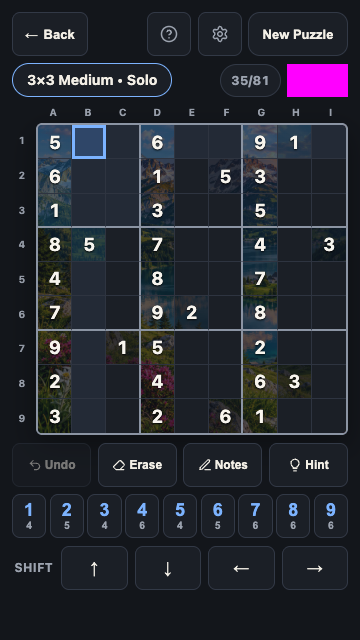 ← Back
New Puzzle
3×3 Medium • Solo
35/81
A B C D E F G H I
1 5 6 9 1
2 6 1 5 3
3 1 3 5
4 8 5 7 4 3
5 4 8 7
6 7 9 2 8
7 9 1 5 2
8 2 4 6 3
9 3 2 6 1
Undo Erase Notes Hint
1 2 3 4 5 6 7 8 9
4 5 4 6 4 5 6 6 6
SHIFT ↑ ↓ ← →